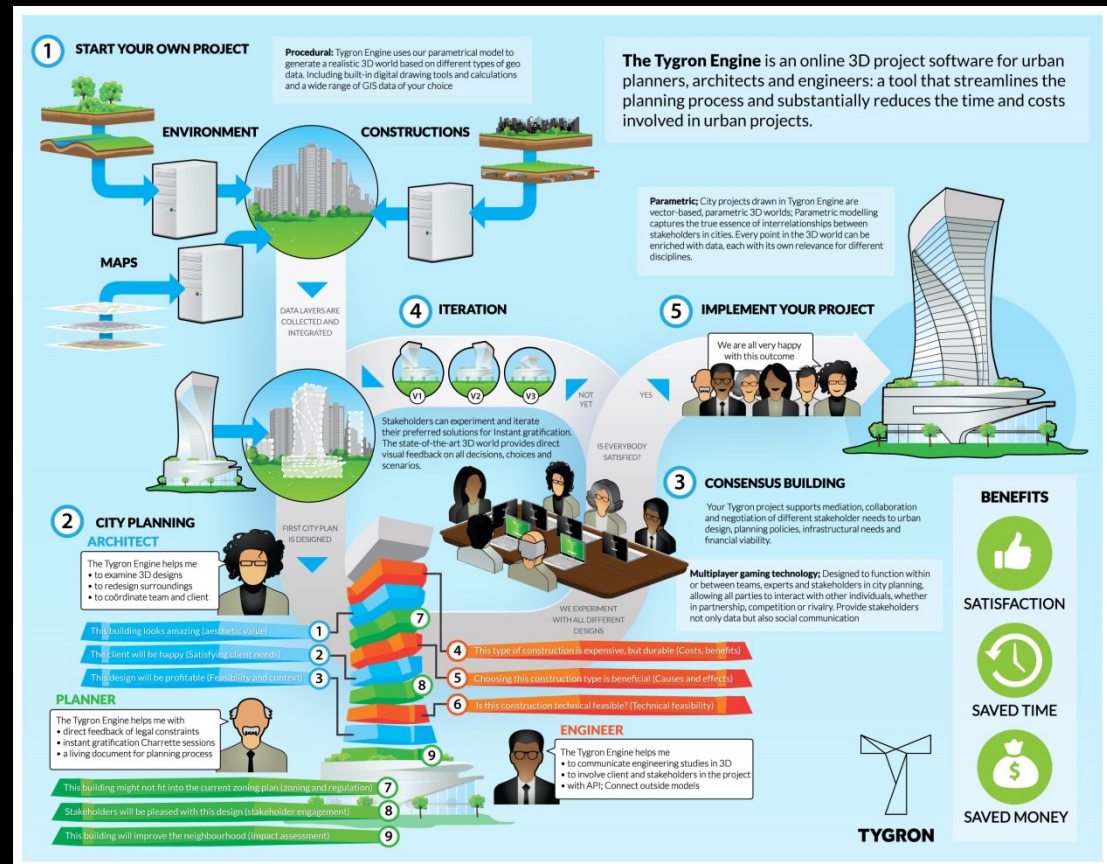 1
START YOUR OWN PROJECT
Procedural: Tygron Engine uses our parametrical model to
generate a realistic 3D world based on different types of geo
data. Including built-in digital drawing tools and calculations
and a wide range of GIS data of your choice
The Tygron Engine is an online 3D project software for urban
planners, architects and engineers: a tool that streamlines the
planning process and substantially reduces the time and costs
involved in urban projects.
ENVIRONMENT
CONSTRUCTIONS
MAPS
DATA LAYERS ARE
COLLECTED AND
INTEGRATED
Parametric; City projects drawn in Tygron Engine are
vector-based, parametric 3D worlds; Parametric modelling
captures the true essence of interrelationships between
stakeholders in cities. Every point in the 3D world can be
enriched with data, each with its own relevance for different
disciplines.
4
ITERATION
V1
V2
V3
Stakeholders can experiment and iterate
their preferred solutions for Instant gratification.
The state-of-the-art 3D world provides direct
visual feedback on all decisions, choices and
scenarios.
NOT
YET
YES
IS EVERYBODY
SATISFIED?
5
IMPLEMENT YOUR PROJECT
We are all very happy
with this outcome
2
CITY PLANNING
FIRST CITY PLAN
IS DESIGNED
ARCHITECT
The Tygron Engine helps me
• to examine 3D designs
• to redesign surroundings
• to coördinate team and client
This building looks amazing (aesthetic value)
1
The client will be happy (Satisfying client needs)
2
This design will be profitable (Feasibility and context)
3
3
CONSENSUS BUILDING
Your Tygron project supports mediation, collaboration
and negotiation of different stakeholder needs to urban
design, planning policies, infrastructural needs and
financial viability.
Multiplayer gaming technology; Designed to function within
or between teams, experts and stakeholders in city planning,
allowing all parties to interact with other individuals, whether
in partnership, competition or rivalry. Provide stakeholders
not only data but also social communication
WE EXPERIMENT
WITH ALL DIFFERENT
DESIGNS
7
8
9
4
This type of construction is expensive, but durable (Costs, benefits)
5
Choosing this construction type is beneficial (Causes and effects)
6
Is this construction technical feasible? (Technical feasibility)
PLANNER
The Tygron Engine helps me with
• direct feedback of legal constraints
• instant gratification Charrette sessions
• a living document for planning process
ENGINEER
The Tygron Engine helps me
• to communicate engineering studies in 3D
• to involve client and stakeholders in the project
• with API; Connect outside models
This building might not fit into the current zoning plan (zoning and regulation)
7
Stakeholders will be pleased with this design (stakeholder engagement)
8
This building will improve the neighbourhood (Impact assessment)
9
TYGRON
BENEFITS
SATISFACTION
SAVED TIME
$
SAVED MONEY